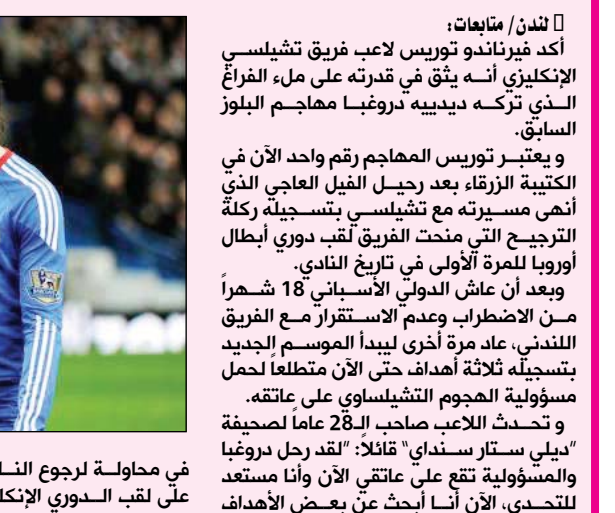 لندن/ متابعات:
أكد فيرناندو توريس لاعب فريق تشيلسي
الإنكليزي أنه يثق في قدرته على ملء الفراغ
الذي تركه ديدييه دروغبا مهاجم البلوز
السابق.
و يعتبر توريس المهاجم رقم واحد الآن في
الكتيبة الزرقاء بعد رحيل الفيل العاجي الذي
أنهى مسيرته مع تشيلسي بتسجيله ركلة
الترجيح التي منحت الفريق لقب دوري أبطال
أوروبا للمرة الأولى في تاريخ النادي.
وبعد أن عاش الدولي الأسباني 18 شهراً
من الاضطراب وعدم الاستقرار مع الفريق
اللندني، عاد مرة أخرى ليبدأ الموسم الجديد
بتسجيله ثلاثة أهداف حتى الآن متطلعاً لحمل
مسؤولية الهجوم التشيلساوي على عاتقه.
و تحدث اللاعب صاحب الـ28 عاماً لصحيفة
"ديلي ستار سنداي" قائلاً: "لقد رحل دروغبا
والمسؤولية تقع على عاتقي الآن وأنا مستعد
للتحدي، الآن أنا أبحث عن بعض الأهداف
في محاولة لرجوع
على لقب الدوري